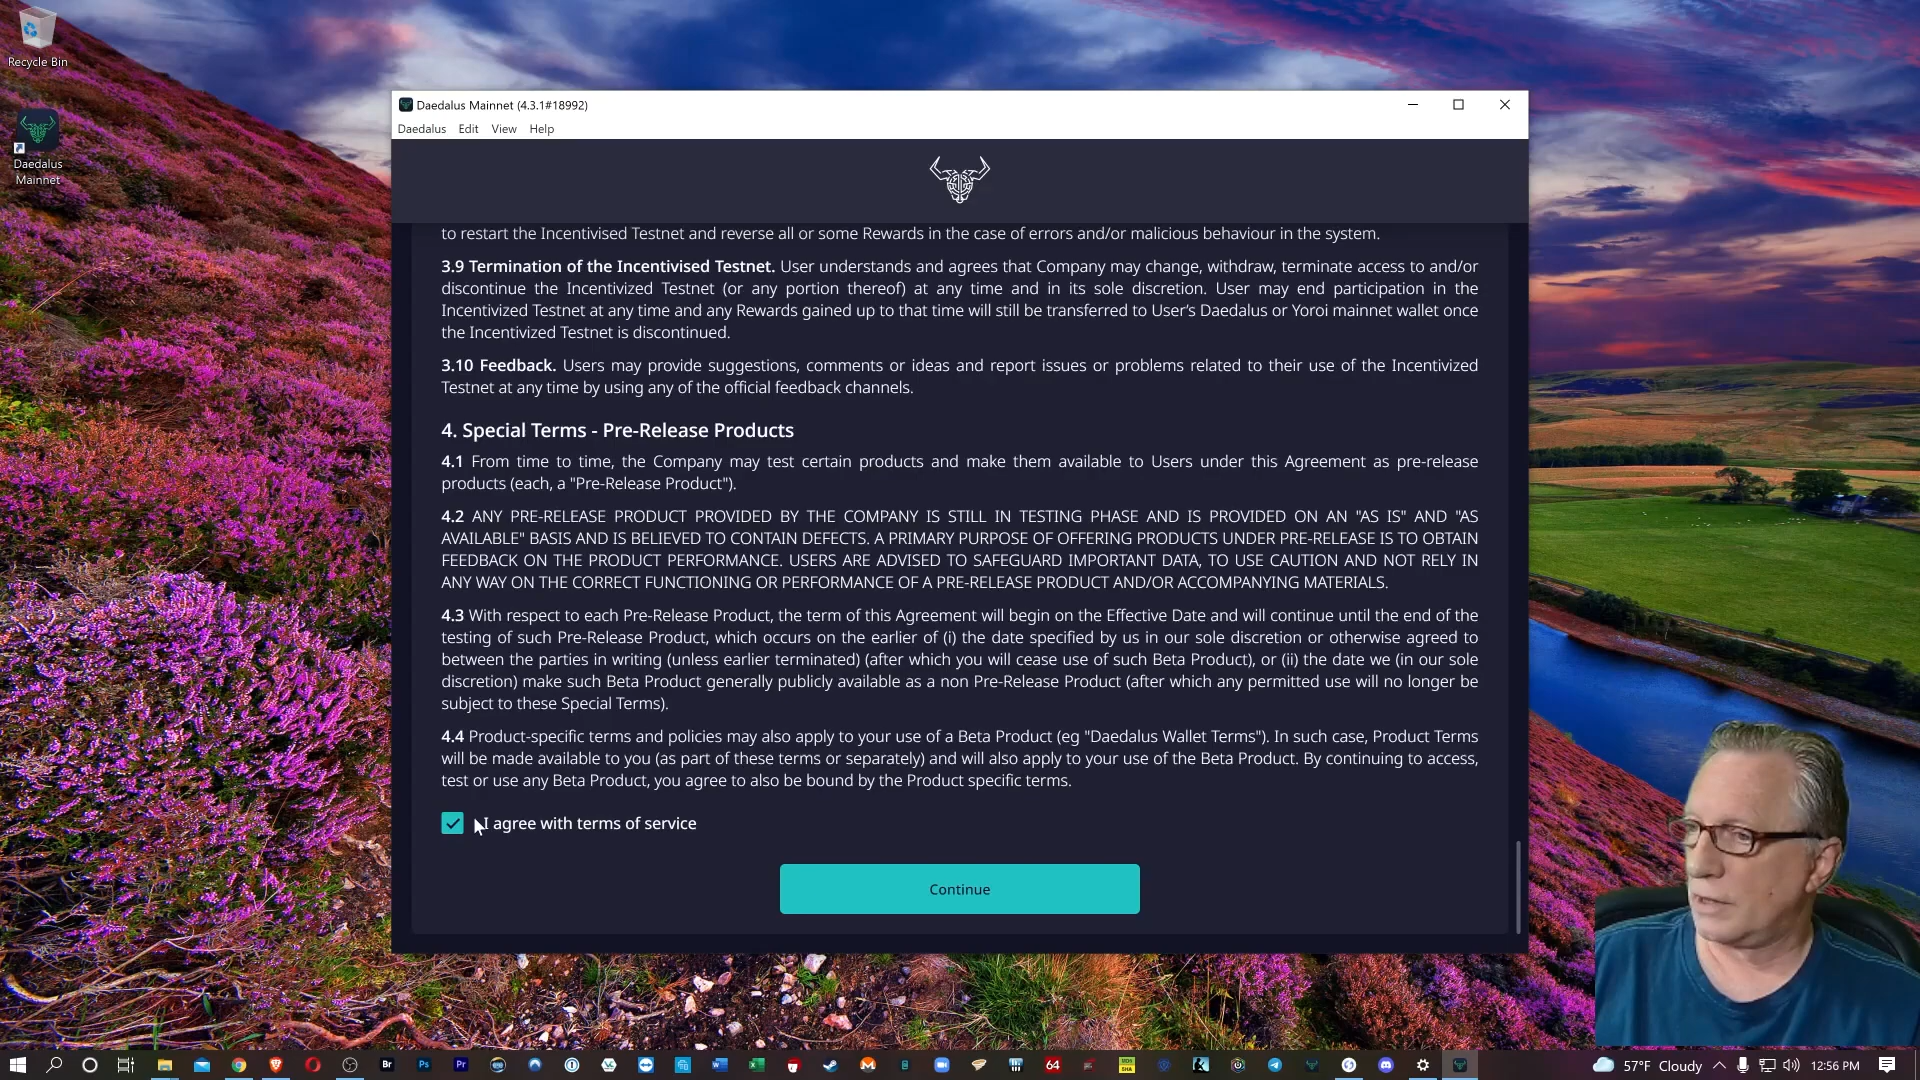 Recycle Bin
Daedalus
Mainnet
Daedalus Mainnet (4.3.1#18992)
Daedalus Edit View Help
to restart the Incentivised Testnet and reverse all or some Rewards in the case of errors and/or malicious behaviour in the system.
3.9 Termination of the Incentivised Testnet. User understands and agrees that Company may change, withdraw, terminate access to and/or
discontinue the Incentivized Testnet (or any portion thereof) at any time and in its sole discretion. User may end participation in the
Incentivized Testnet at any time and any Rewards gained up to that time will still be transferred to User's Daedalus or Yoroi mainnet wallet once
the Incentivized Testnet is discontinued.
3.10 Feedback. Users may provide suggestions, comments or ideas and report issues or problems related to their use of the Incentivized
Testnet at any time by using any of the official feedback channels.
4. Special Terms - Pre-Release Products
4.1 From time to time, the Company may test certain products and make them available to Users under this Agreement as pre-release
products (each, a "Pre-Release Product").
4.2 ANY PRE-RELEASE PRODUCT PROVIDED BY THE COMPANY IS STILL IN TESTING PHASE AND IS PROVIDED ON AN "AS IS" AND "AS
AVAILABLE" BASIS AND IS BELIEVED TO CONTAIN DEFECTS. A PRIMARY PURPOSE OF OFFERING PRODUCTS UNDER PRE-RELEASE IS TO OBTAIN
FEEDBACK ON THE PRODUCT PERFORMANCE. USERS ARE ADVISED TO SAFEGUARD IMPORTANT DATA, TO USE CAUTION AND NOT RELY IN
ANY WAY ON THE CORRECT FUNCTIONING OR PERFORMANCE OF A PRE-RELEASE PRODUCT AND/OR ACCOMPANYING MATERIALS.
4.3 With respect to each Pre-Release Product, the term of this Agreement will begin on the Effective Date and will continue until the end of the
testing of such Pre-Release Product, which occurs on the earlier of (i) the date specified by us in our sole discretion or otherwise agreed to
between the parties in writing (unless earlier terminated) (after which you will cease use of such Beta Product), or (ii) the date we (in our sole
discretion) make such Beta Product generally publicly available as a non Pre-Release Product (after which any permitted use will no longer be
subject to these Special Terms).
4.4 Product-specific terms and policies may also apply to your use of a Beta Product (eg "Daedalus Wallet Terms"). In such case, Product Terms
will be made available to you (as part of these terms or separately) and will also apply to your use of the Beta Product. By continuing to access,
test or use any Beta Product, you agree to also be bound by the Product specific terms.
I agree with terms of service
Continue
Br Ps Pr 64 57°F Cloudy 12:56 PM